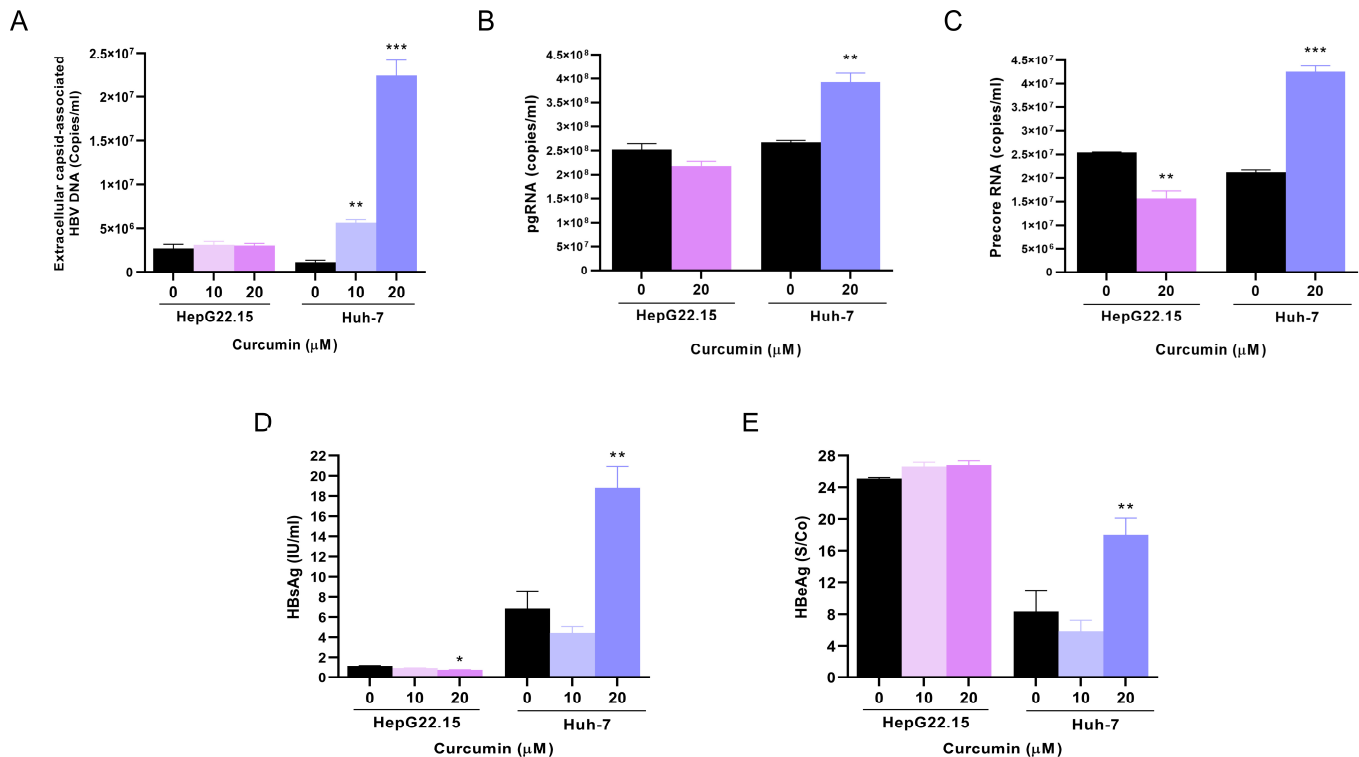 A
Extracellular capsid-associated
HBV DNA (Copies/ml)
2.5×10⁷
2×10⁷
1.5×10⁷
1×10⁷
5×10⁶
0
** ***
0 10 20 0 10 20
HepG22.15 Huh-7
Curcumin (μM)
B
pgRNA (copies/ml)
4.5×10⁸
4×10⁸
3.5×10⁸
3×10⁸
2.5×10⁸
2×10⁸
1.5×10⁸
1×10⁸
5×10⁷
0
**
0 20 0 20
HepG22.15 Huh-7
Curcumin (μM)
C
Precore RNA (copies/ml)
4.5×10⁷
4×10⁷
3.5×10⁷
3×10⁷
2.5×10⁷
2×10⁷
1.5×10⁷
1×10⁷
5×10⁶
0
** ***
0 20 0 20
HepG22.15 Huh-7
Curcumin (μM)
D
HBsAg (IU/ml)
22
20
18
16
14
12
10
8
6
4
2
0
* **
0 10 20 0 10 20
HepG22.15 Huh-7
Curcumin (μM)
E
HBeAg (S/Co)
28
24
20
16
12
8
4
0
**
0 10 20 0 10 20
HepG22.15 Huh-7
Curcumin (μM)